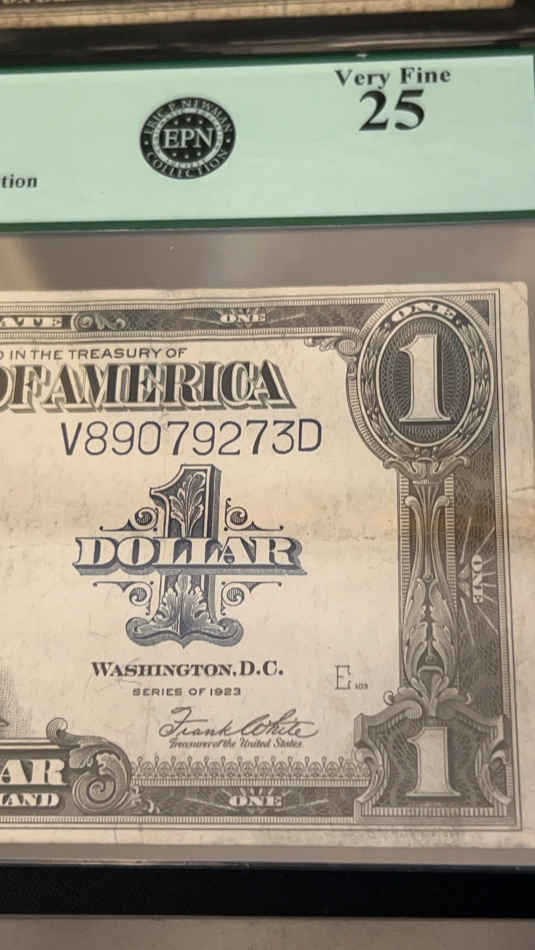 Very Fine
25
ERIC P. NEWMAN
EPN
COLLECTION
tion
ATE
ONE
ONE
IN THE TREASURY OF
OF AMERICA
1
V89079273D
1
DOLLAR
ONE
WASHINGTON, D.C.
E
SERIES OF 1923
Frank White
Treasurer of the United States.
AR
1
AND
ONE